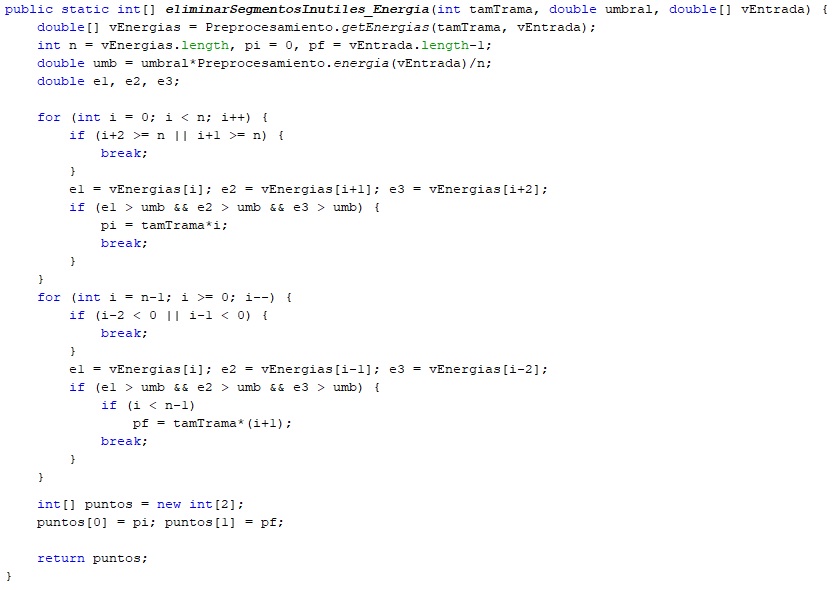 public static int[] eliminarSegmentosInutiles_Energia(int tamTrama, double umbral, double[] vEntrada) {
    double[] vEnergias = Preprocesamiento.getEnergias(tamTrama, vEntrada);
    int n = vEnergias.length, pi = 0, pf = vEntrada.length-1;
    double umb = umbral*Preprocesamiento.energia(vEntrada)/n;
    double e1, e2, e3;

    for (int i = 0; i < n; i++) {
        if (i+2 >= n || i+1 >= n) {
            break;
        }
        e1 = vEnergias[i]; e2 = vEnergias[i+1]; e3 = vEnergias[i+2];
        if (e1 > umb && e2 > umb && e3 > umb) {
            pi = tamTrama*i;
            break;
        }
    }
    for (int i = n-1; i >= 0; i--) {
        if (i-2 < 0 || i-1 < 0) {
            break;
        }
        e1 = vEnergias[i]; e2 = vEnergias[i-1]; e3 = vEnergias[i-2];
        if (e1 > umb && e2 > umb && e3 > umb) {
            if (i < n-1)
                pf = tamTrama*(i+1);
            break;
        }
    }
    int[] puntos = new int[2];
    puntos[0] = pi; puntos[1] = pf;

    return puntos;
}